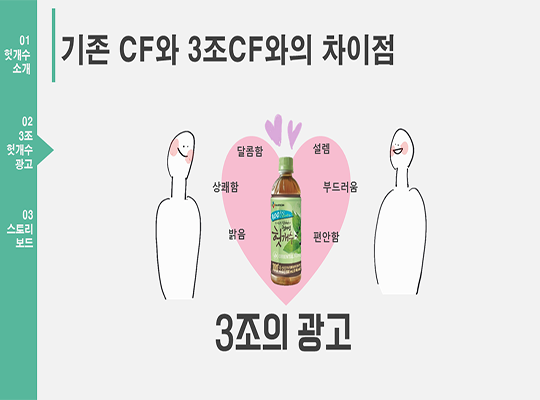 01
헛개수
소개
02
3조
헛개수
광고
03
스토리
보드
기존 CF와 3조CF와의 차이점
달콤함
설렘
상쾌함
부드러움
밝음
편안함
헛개수
3조의 광고